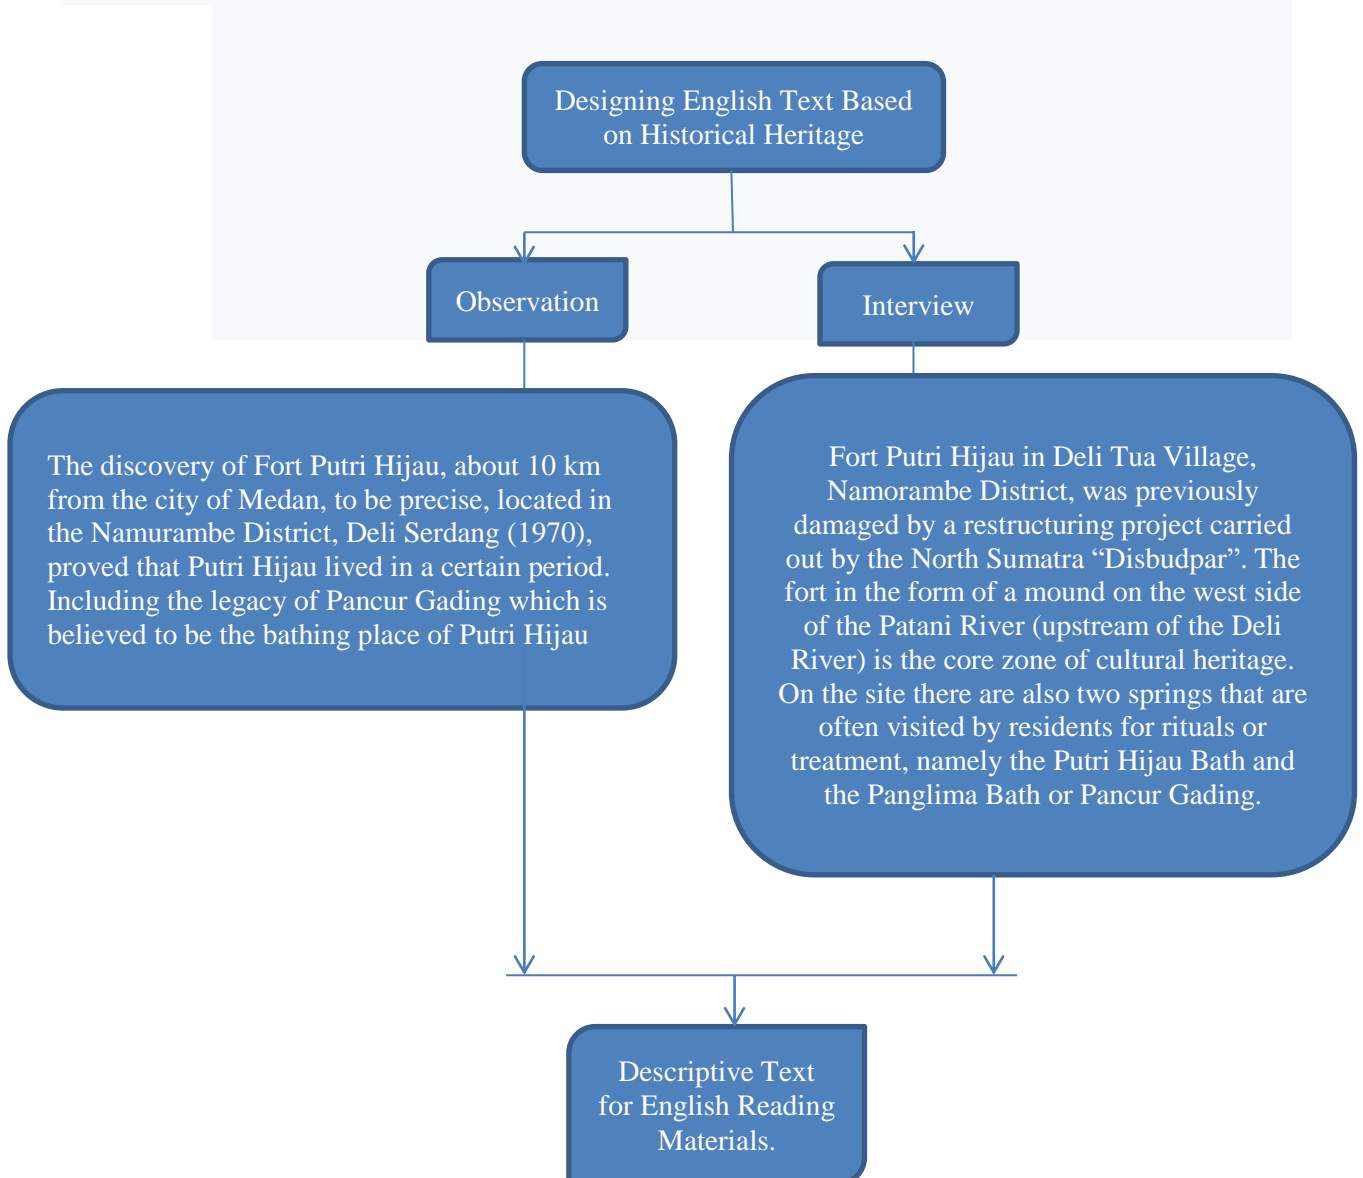 Designing English Text Based
on Historical Heritage
Observation
Interview
The discovery of Fort Putri Hijau, about 10 km
from the city of Medan, to be precise, located in
the Namurambe District, Deli Serdang (1970),
proved that Putri Hijau lived in a certain period.
Including the legacy of Pancur Gading which is
believed to be the bathing place of Putri Hijau
Fort Putri Hijau in Deli Tua Village,
Namorambe District, was previously
damaged by a restructuring project carried
out by the North Sumatra “Disbudpar”. The
fort in the form of a mound on the west side
of the Patani River (upstream of the Deli
River) is the core zone of cultural heritage.
On the site there are also two springs that are
often visited by residents for rituals or
treatment, namely the Putri Hijau Bath and
the Panglima Bath or Pancur Gading.
Descriptive Text
for English Reading
Materials.